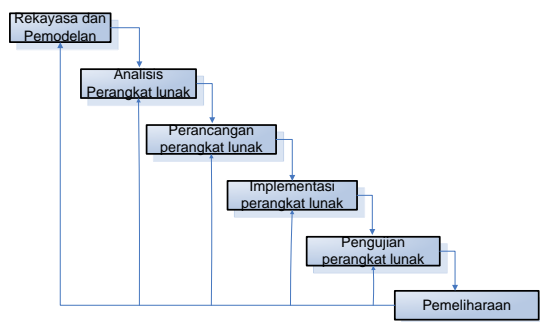 Rekayasa dan
Pemodelan
Analisis
Perangkat lunak
Perancangan
perangkat lunak
Implementasi
perangkat lunak
Pengujian
perangkat lunak
Pemeliharaan